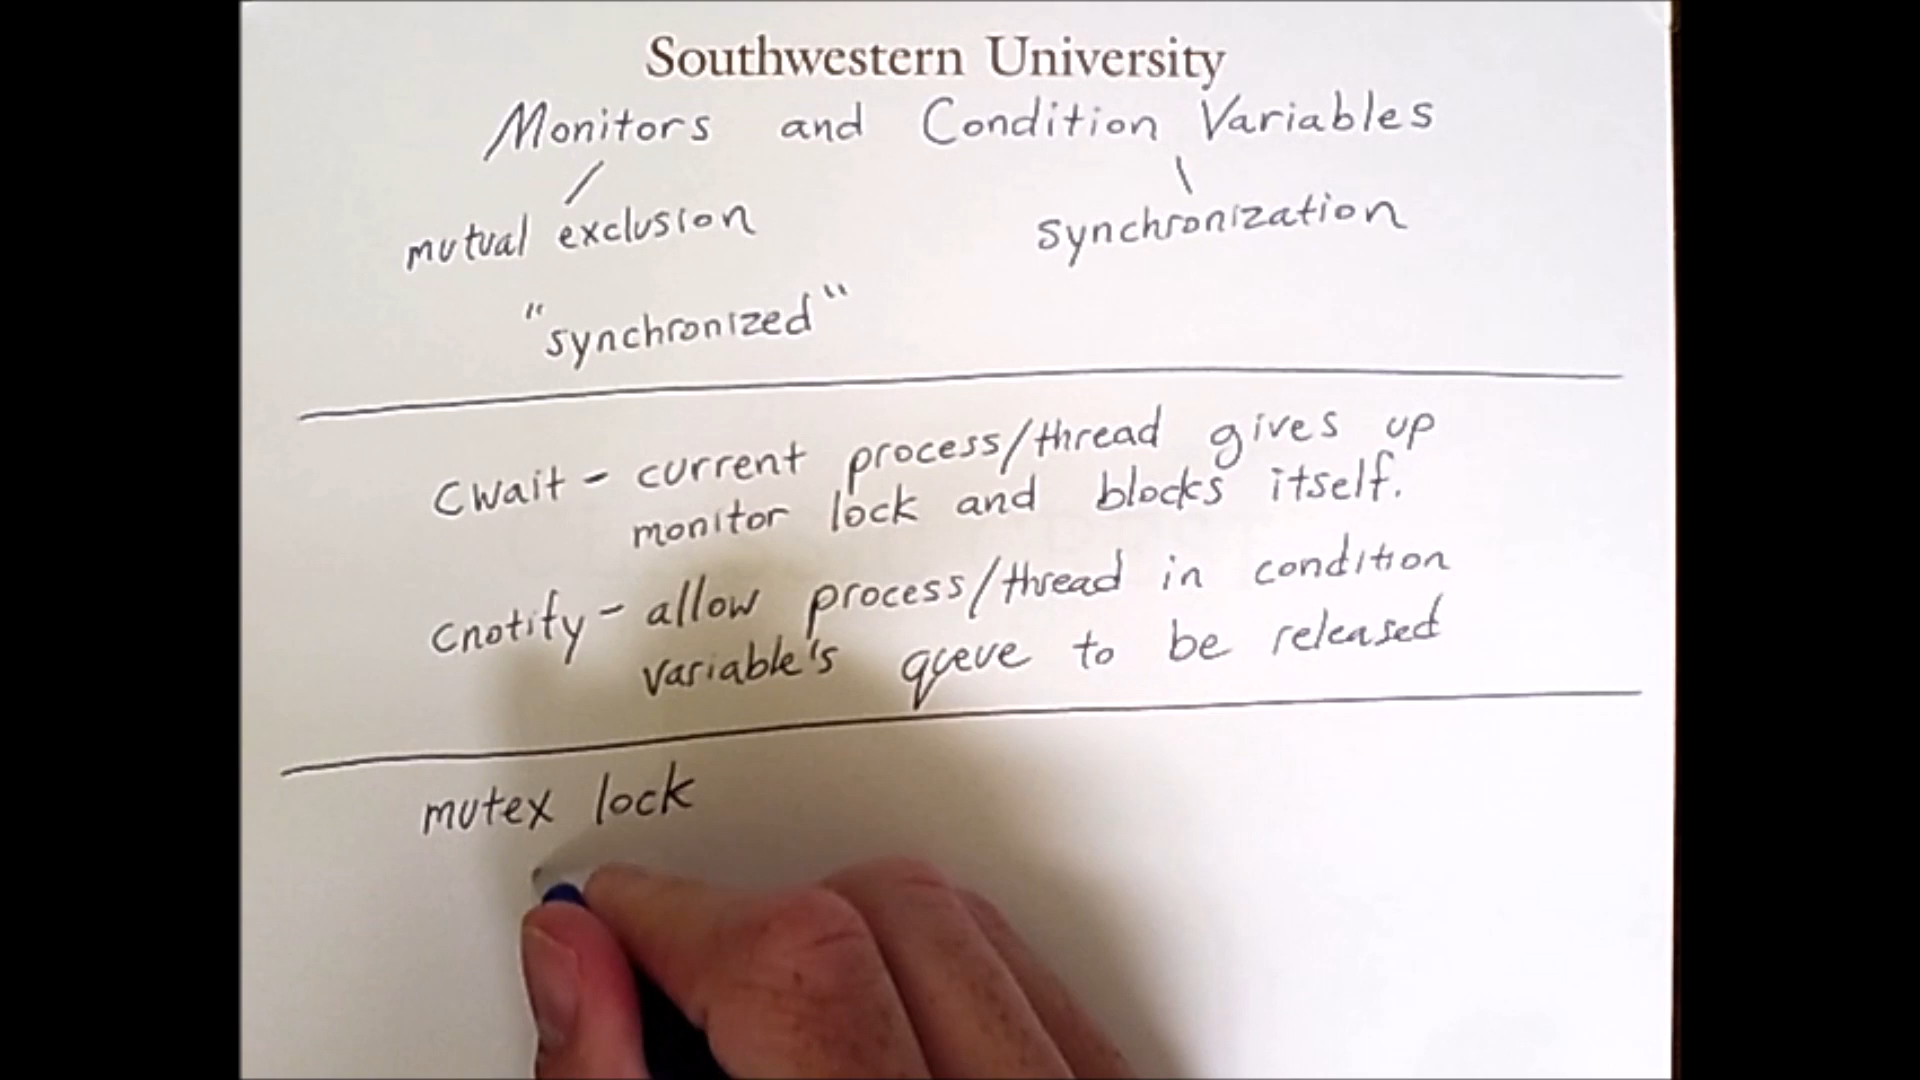 Southwestern University
Monitors and Condition Variables
mutual exclusion synchronization
"synchronized"
cwait - current process/thread gives up
monitor lock and blocks itself.
cnotify - allow process/thread in condition
variable's queue to be released
mutex lock